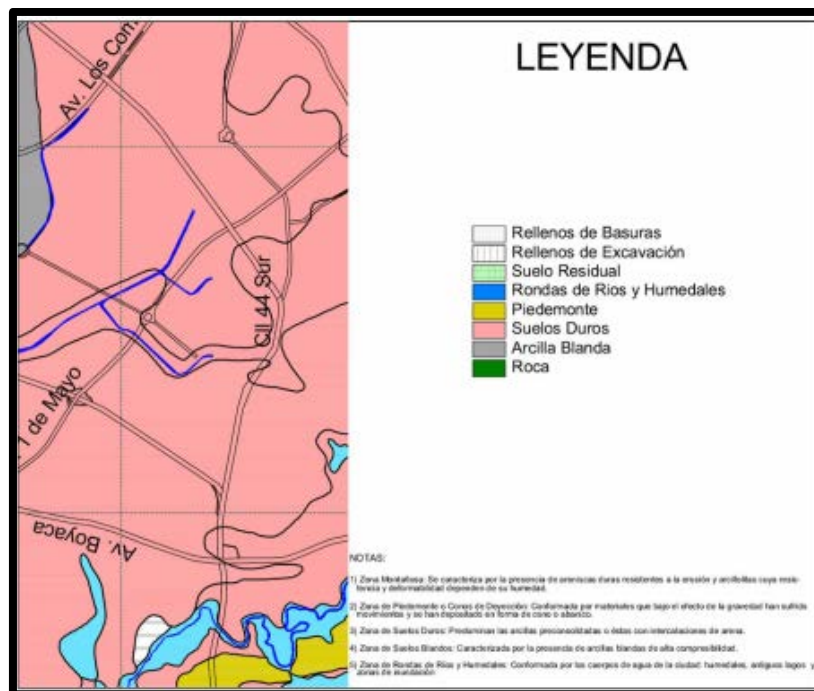 LEYENDA
Av. Los Com.
Rellenos de Basuras
Rellenos de Excavación
Suelo Residual
Rondas de Rios y Humedales
Piedemonte
Suelos Duros
Arcilla Blanda
Roca
Cll 44 Sur
. 1 de Mayo
Av. Boyaca
NOTAS:
1) Zona Montañosa: Se caracteriza por la presencia de areniscas duras resistentes a la erosión y arcillolitas cuya resis-
tencia y deformabilidad dependen de su humedad.
2) Zona de Piedemonte o Conos de Deyección: Conformada por materiales que bajo el efecto de la gravedad han sufrido
movimientos y se han depositado en forma de cono o abanico.
3) Zona de Suelos Duros: Predominan las arcillas preconsolidadas o éstas con intercalaciones de arena.
4) Zona de Suelos Blandos: Caracterizada por la presencia de arcillas blandas de alta compresibilidad.
5) Zona de Rondas de Ríos y Humedales: Conformada por los cuerpos de agua de la ciudad: humedales, antiguos lagos y
zonas de inundación